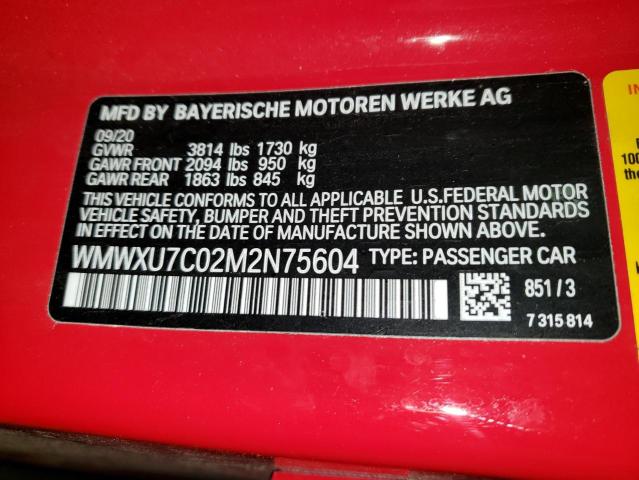 MFD BY BAYERISCHE MOTOREN WERKE AG
09/20
GVWR 3814 lbs 1730 kg
GAWR FRONT 2094 lbs 950 kg
GAWR REAR 1863 lbs 845 kg
THIS VEHICLE CONFORMS TO ALL APPLICABLE U.S.FEDERAL MOTOR
VEHICLE SAFETY, BUMPER AND THEFT PREVENTION STANDARDS
IN EFFECT ON THE DATE OF MANUFACTURE SHOWN ABOVE.
WMWXU7C02M2N75604 TYPE: PASSENGER CAR
851 / 3
7 315 814
100
the